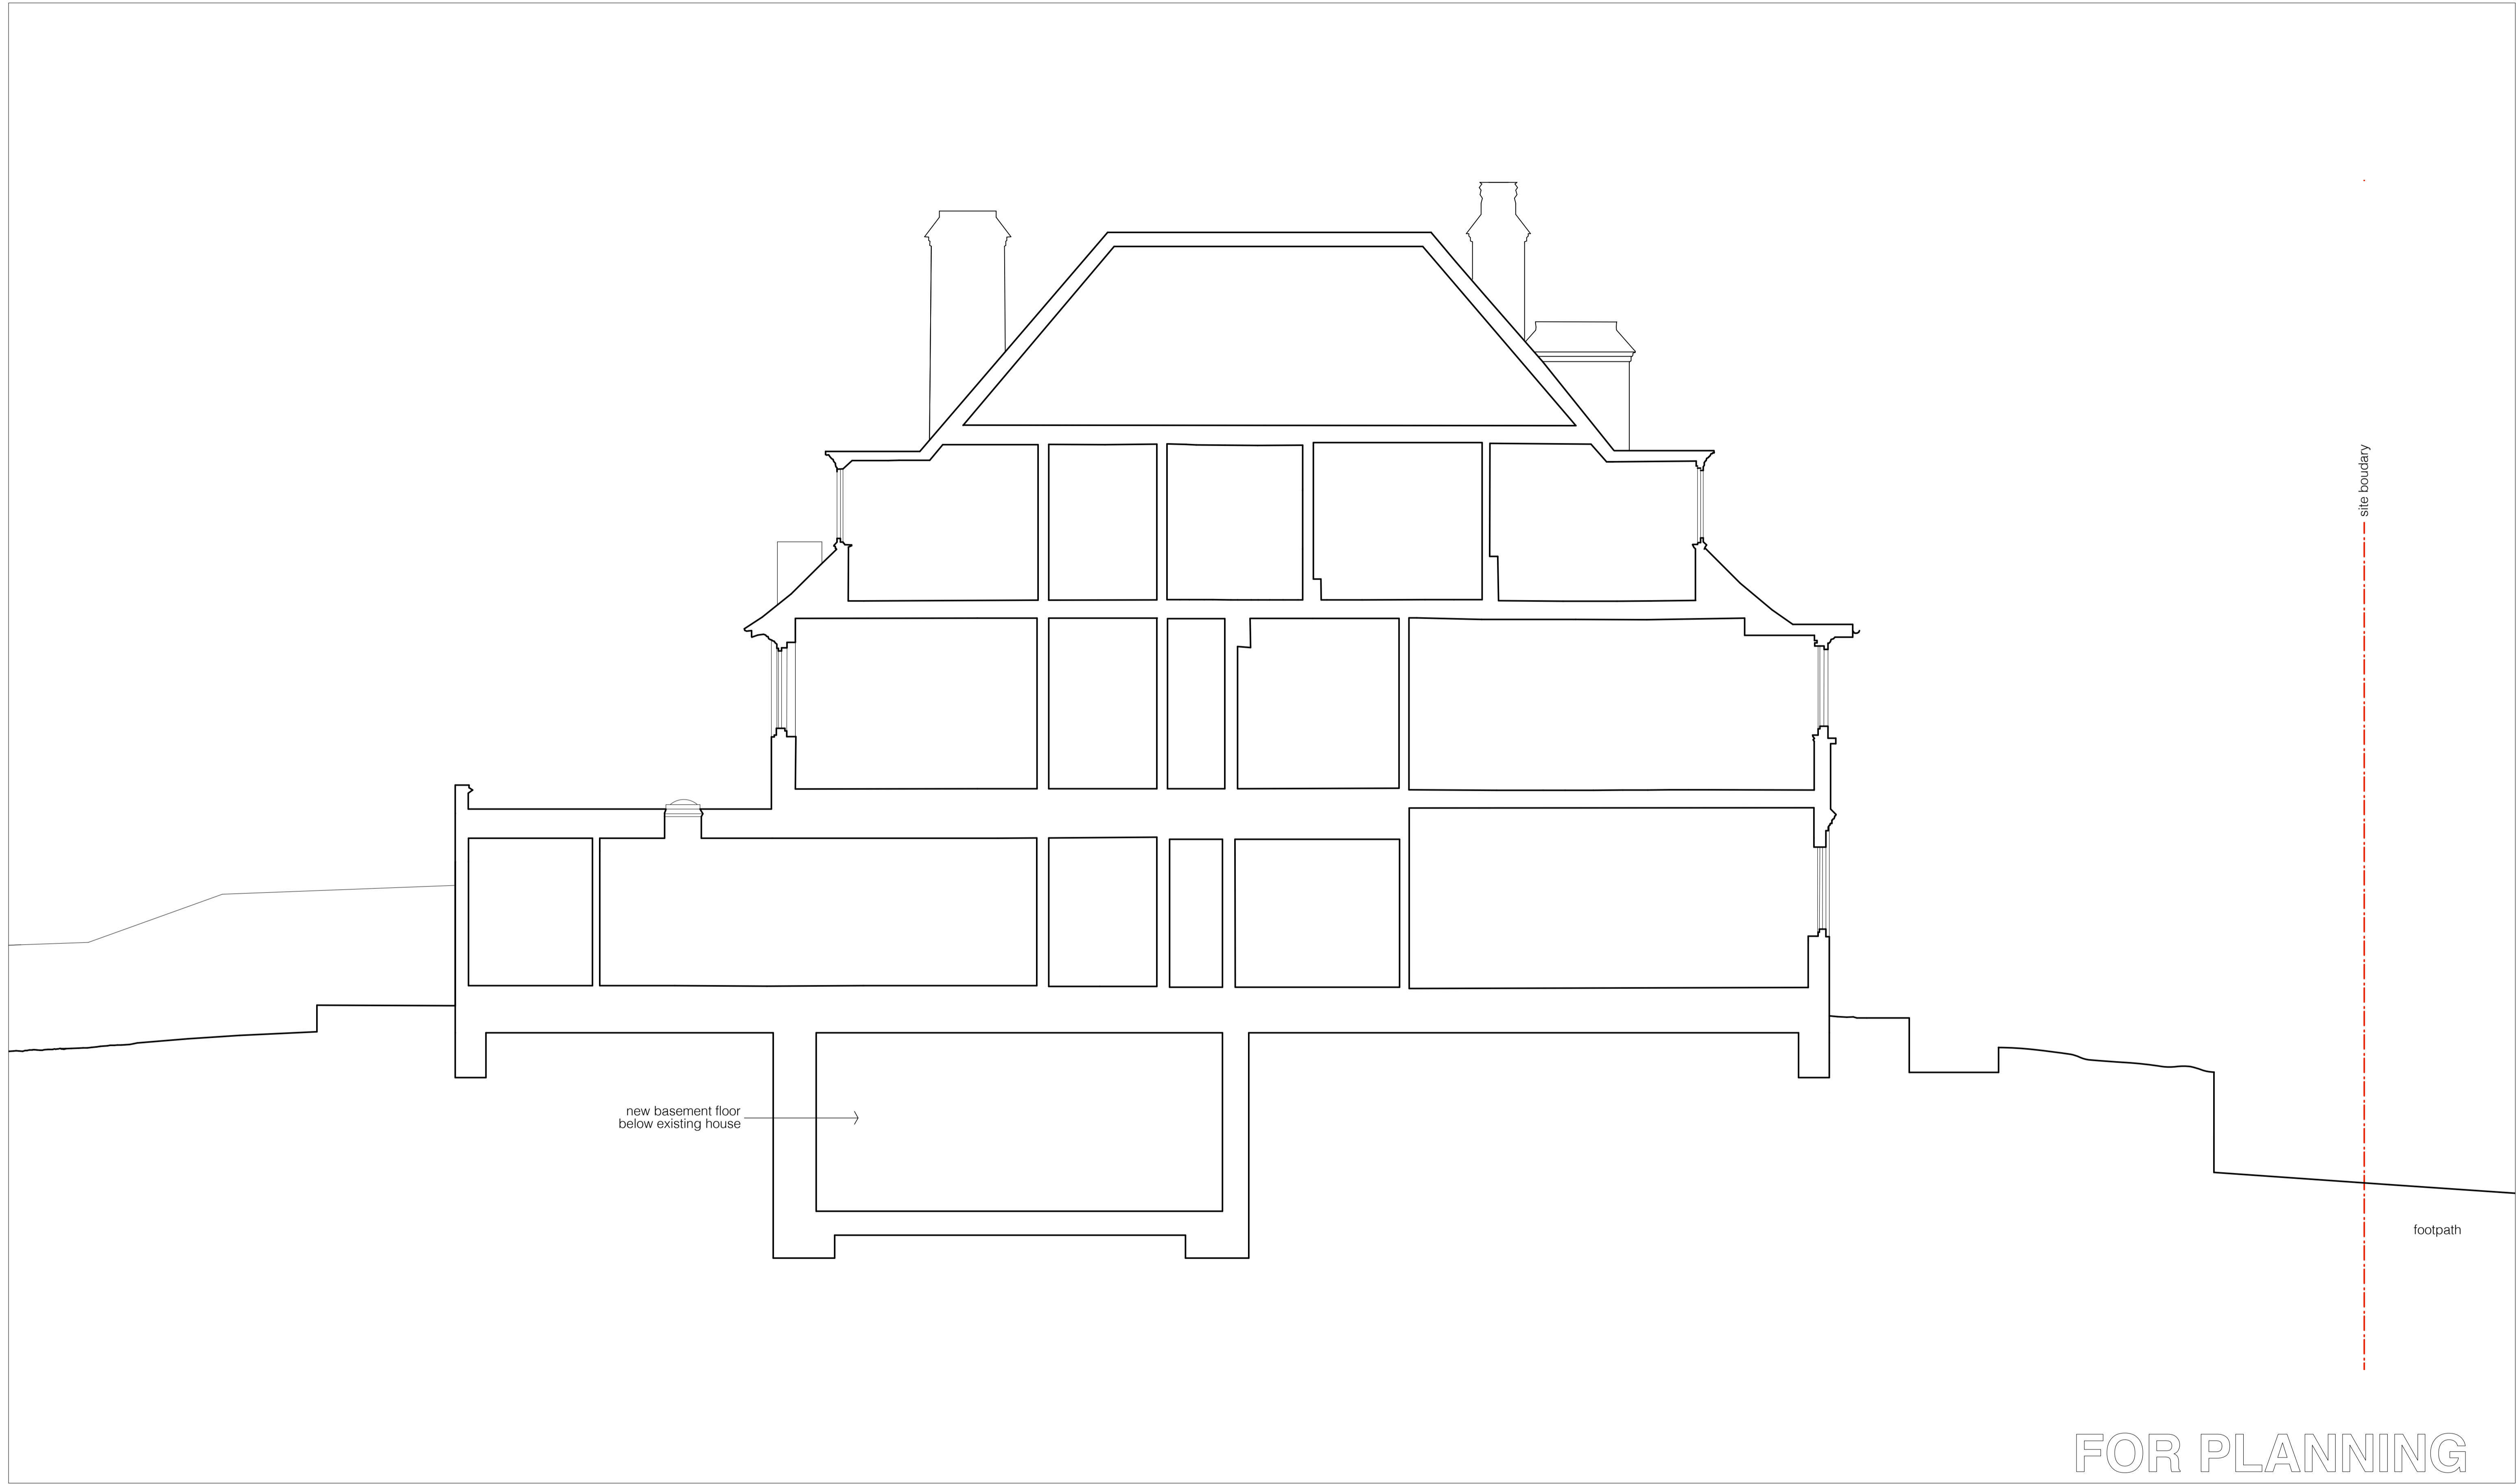 site boudary
new basement floor
below existing house
footpath
FOR PLANNING